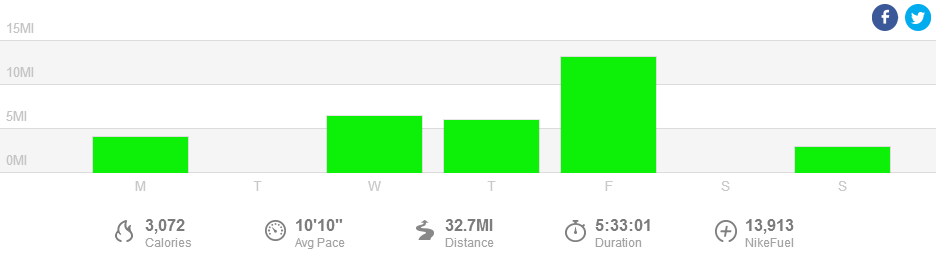 15MI
10MI
5MI
0MI
M T W T F S S
3,072 10'10" 32.7MI 5:33:01 13,913
Calories Avg Pace Distance Duration NikeFuel